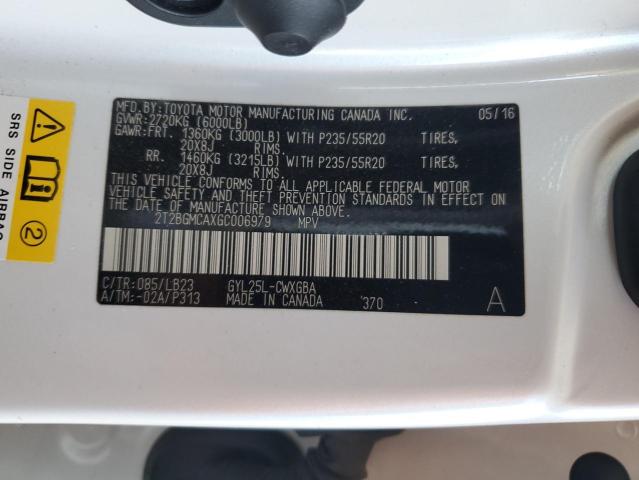 MFD.BY:TOYOTA MOTOR MANUFACTURING CANADA INC. 05/16
GVWR:2720KG (6000LB)
GAWR:FRT. 1360KG (3000LB) WITH P235/55R20 TIRES,
20X8J RIMS,
RR. 1460KG (3215LB) WITH P235/55R20 TIRES,
20X8J RIMS.
THIS VEHICLE CONFORMS TO ALL APPLICABLE FEDERAL MOTOR
VEHICLE SAFETY AND THEFT PREVENTION STANDARDS IN EFFECT ON
THE DATE OF MANUFACTURE SHOWN ABOVE.
2T2BGMCAXGC006979 MPV
C/TR:085/LB23 GYL25L-CWXGBA
A/TM:-02A/P313 MADE IN CANADA '370 A
SRS SIDE AIRBAG
2